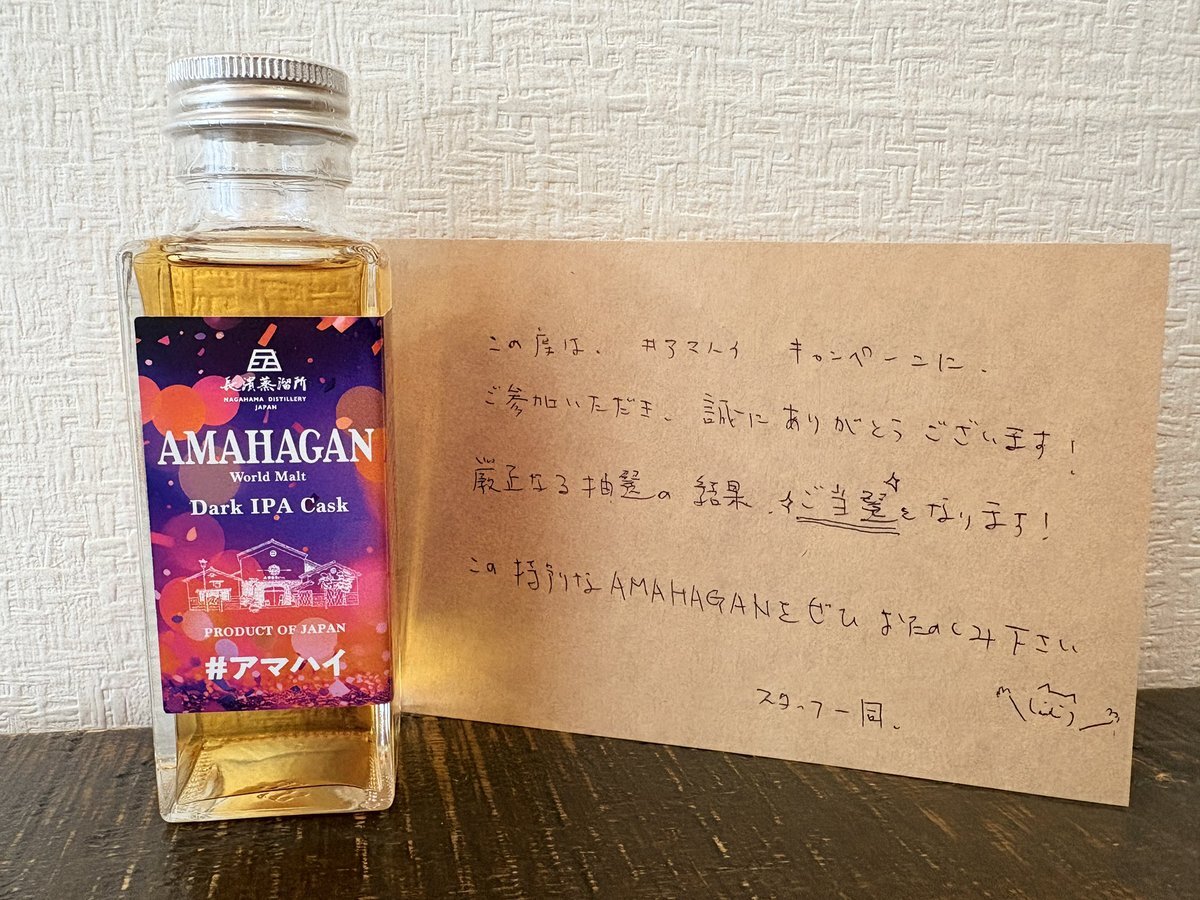 長濱蒸溜所
NAGAHAMA DISTILLERY
JAPAN
AMAHAGAN
World Malt
Dark IPA Cask
PRODUCT OF JAPAN
#アマハイ
この度は、#アマハイ キャンペーンに、
ご参加いただき、誠にありがとうございます!
厳正なる抽選の結果、ご当選となります!
この特別なAMAHAGANをぜひ おたのしみ下さい
スタッフ一同、